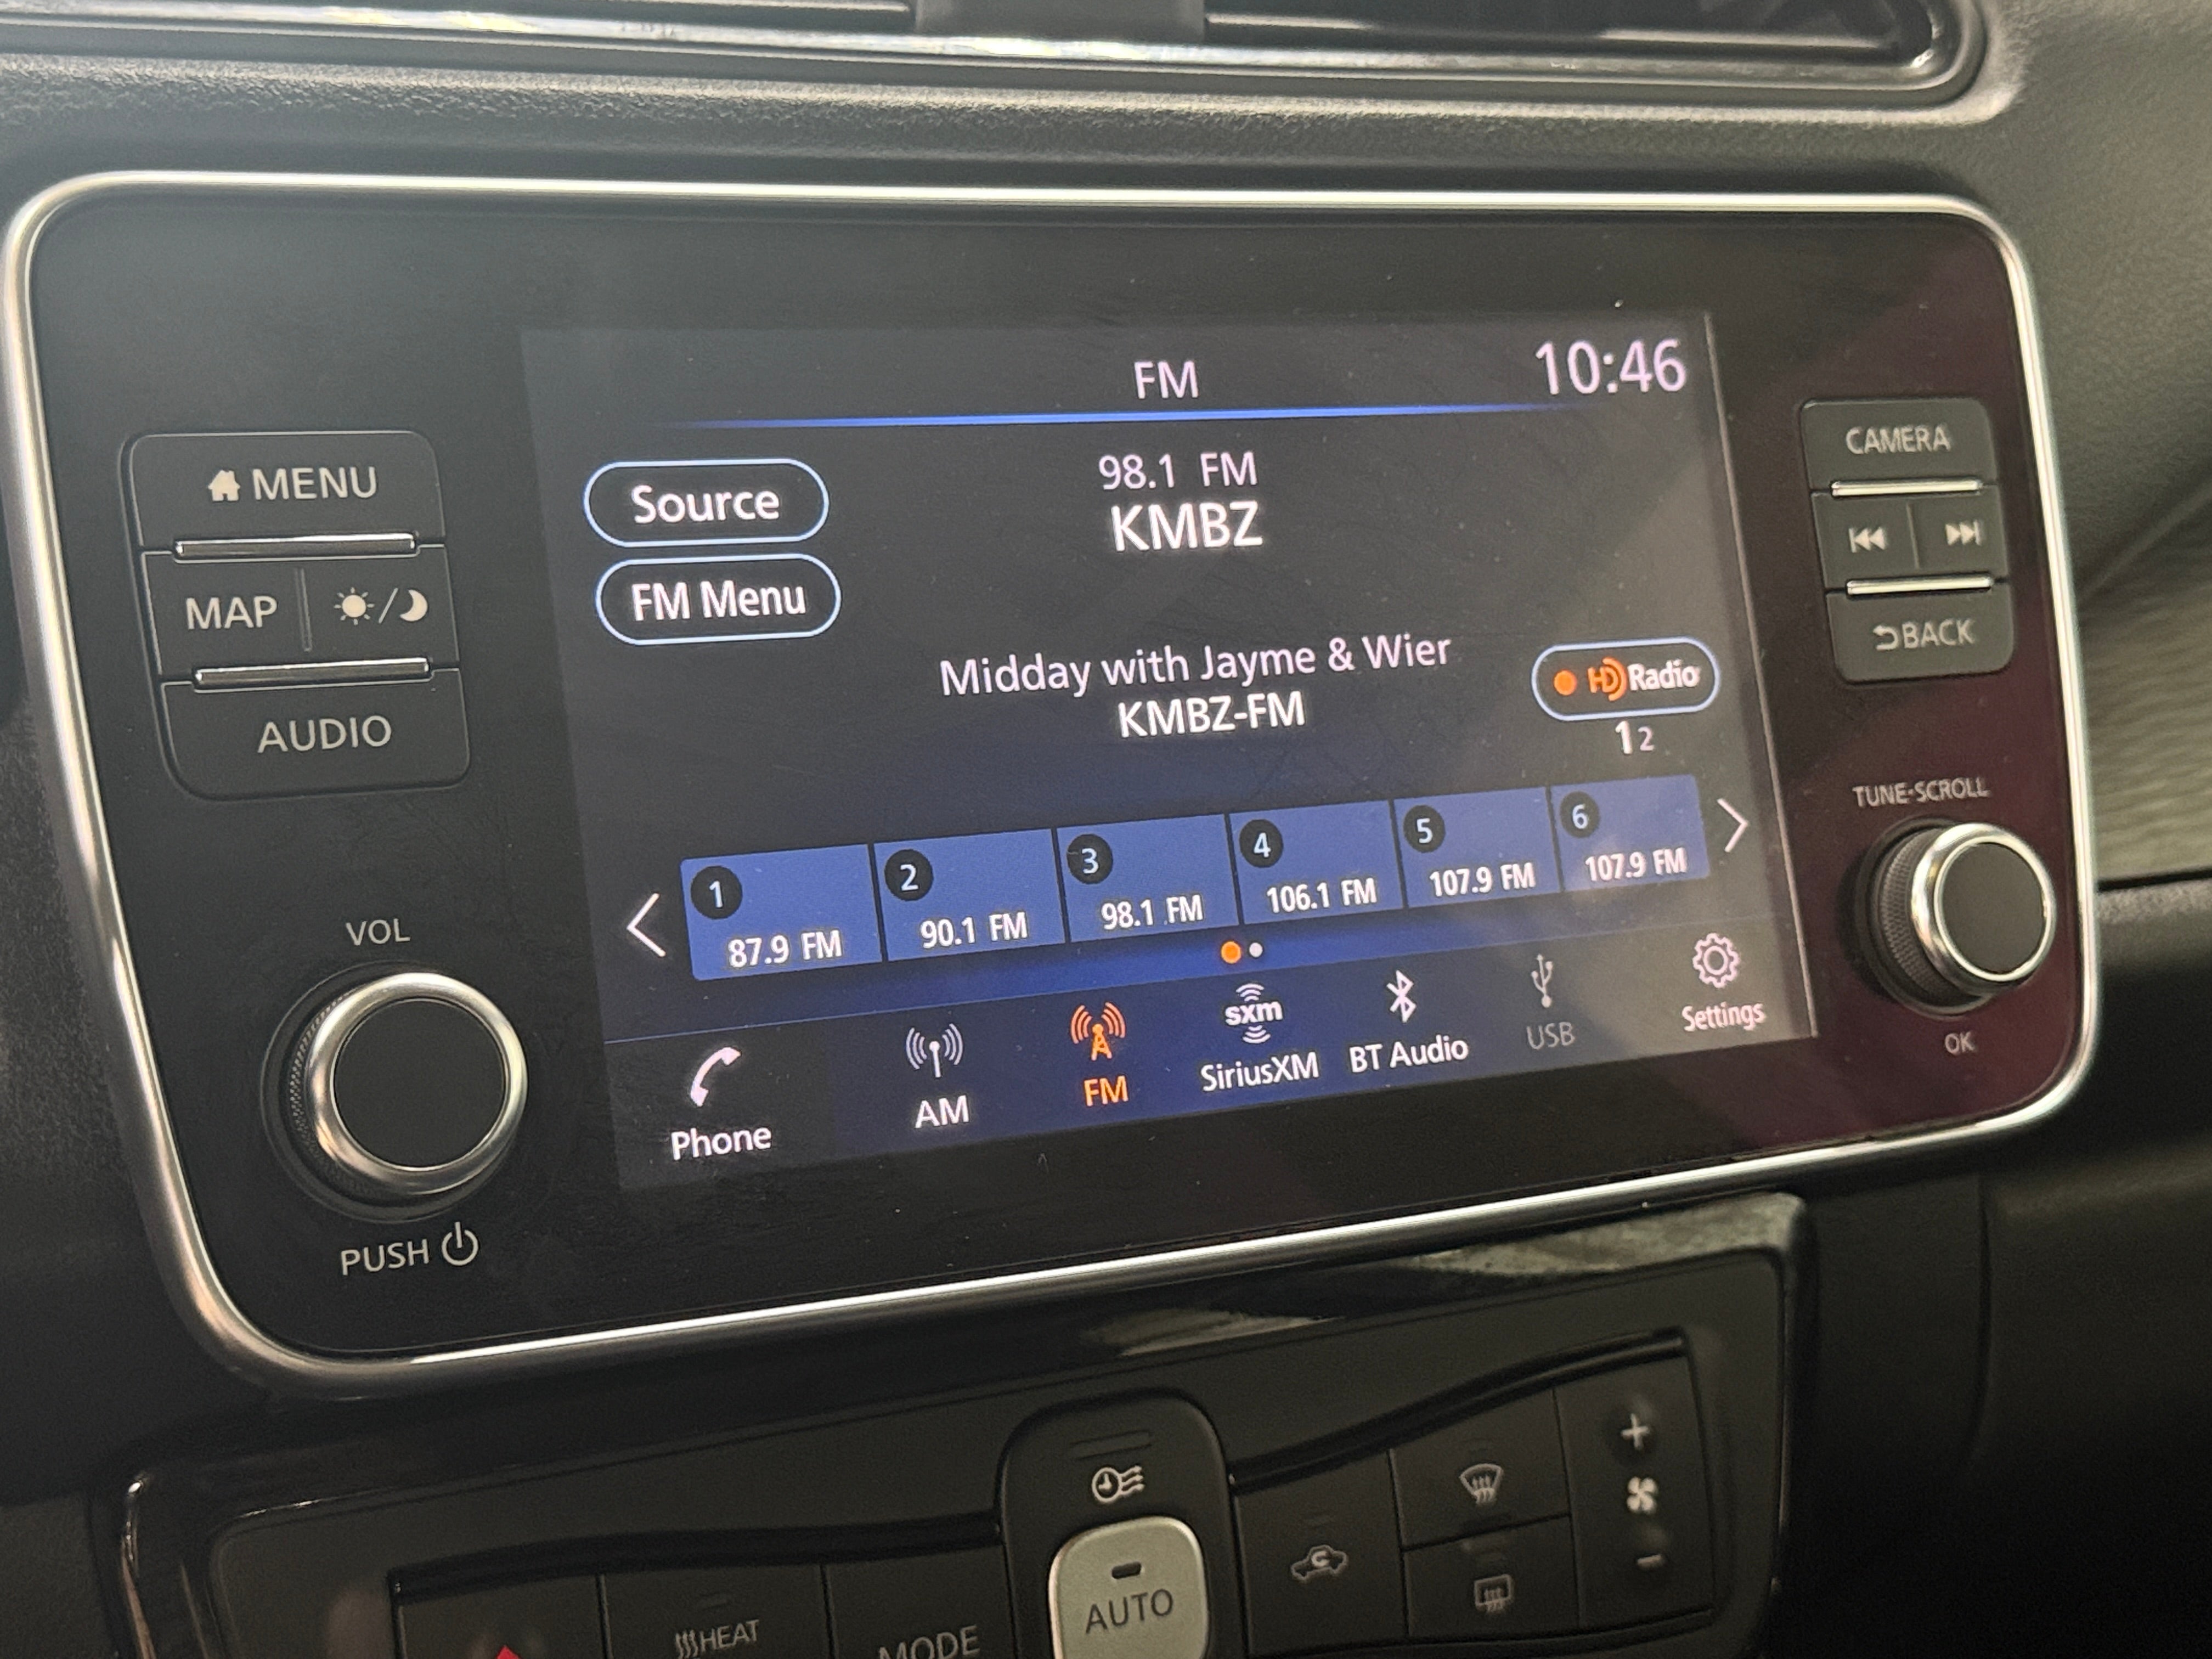 FM
10:46
MENU
MAP
AUDIO
VOL
PUSH
Source
FM Menu
98.1 FM
KMBZ
Midday with Jayme & Wier
KMBZ-FM
HD Radio
1 2
1
87.9 FM
2
90.1 FM
3
98.1 FM
4
106.1 FM
5
107.9 FM
6
107.9 FM
Phone
AM
FM
sxm
SiriusXM
BT Audio
USB
Settings
CAMERA
BACK
TUNE·SCROLL
OK
HEAT
MODE
AUTO
+
-